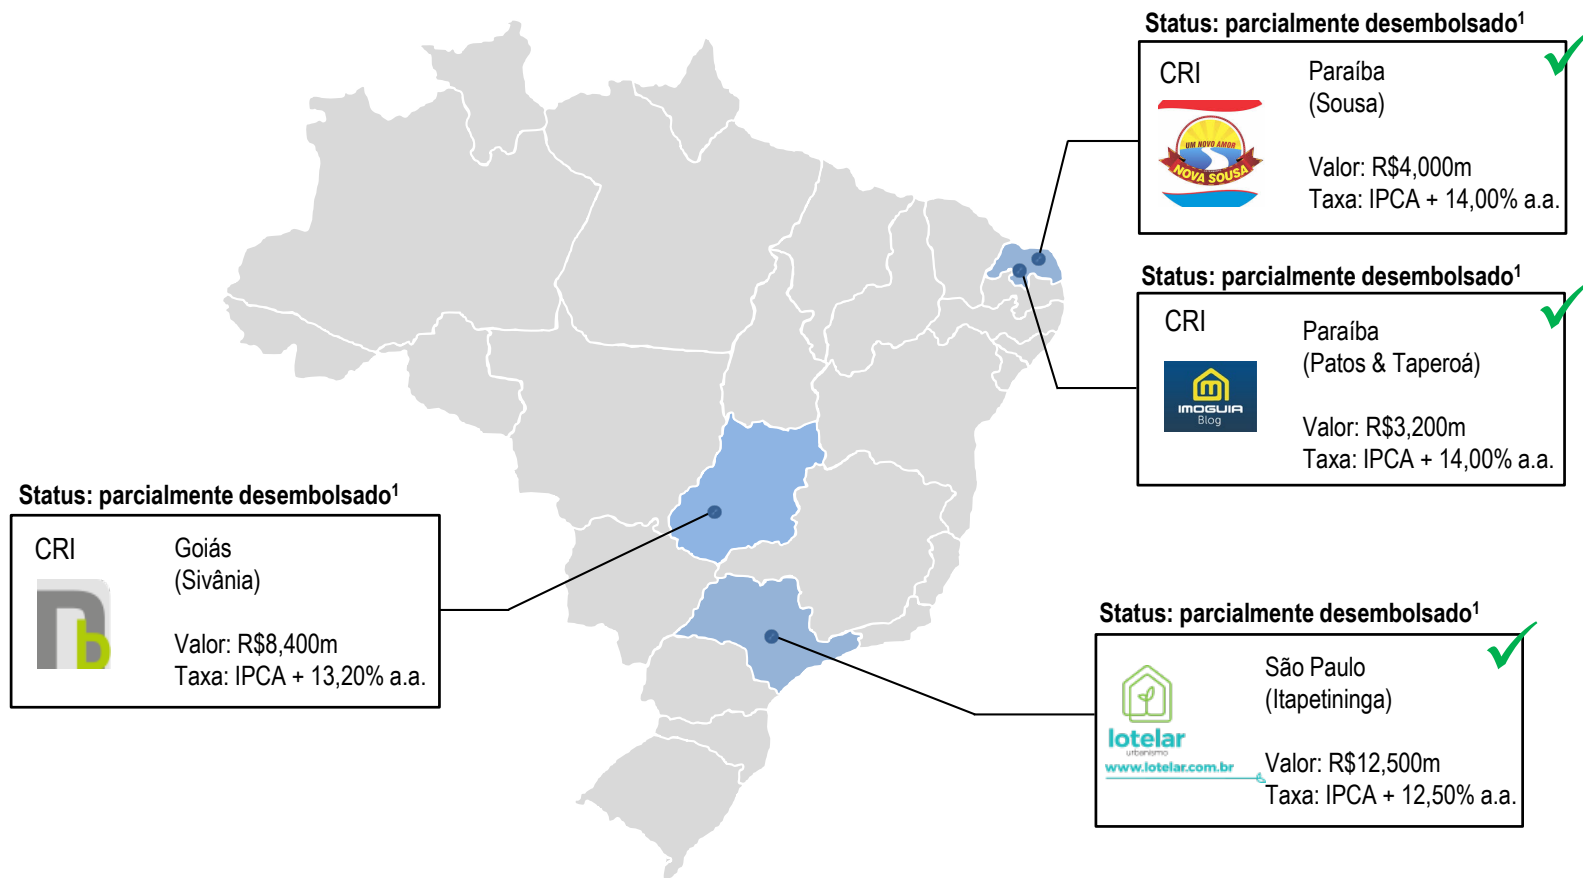 Status: parcialmente desembolsado¹
CRI
Paraíba
(Sousa)
UM NOVO AMOR
NOVA SOUSA
Valor: R$4,000m
Taxa: IPCA + 14,00% a.a.
Status: parcialmente desembolsado¹
CRI
Paraíba
(Patos & Taperoá)
IMOGUIA
Blog
Valor: R$3,200m
Taxa: IPCA + 14,00% a.a.
Status: parcialmente desembolsado¹
CRI
Goiás
(Sivânia)
nb
Valor: R$8,400m
Taxa: IPCA + 13,20% a.a.
Status: parcialmente desembolsado¹
São Paulo
(Itapetininga)
lotelar
urbanismo
www.lotelar.com.br
Valor: R$12,500m
Taxa: IPCA + 12,50% a.a.